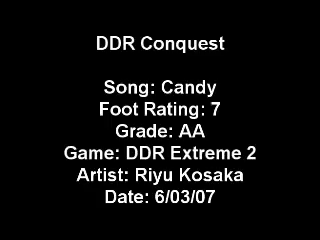 DDR Conquest
Song: Candy
Foot Rating: 7
Grade: AA
Game: DDR Extreme 2
Artist: Riyu Kosaka
Date: 6/03/07